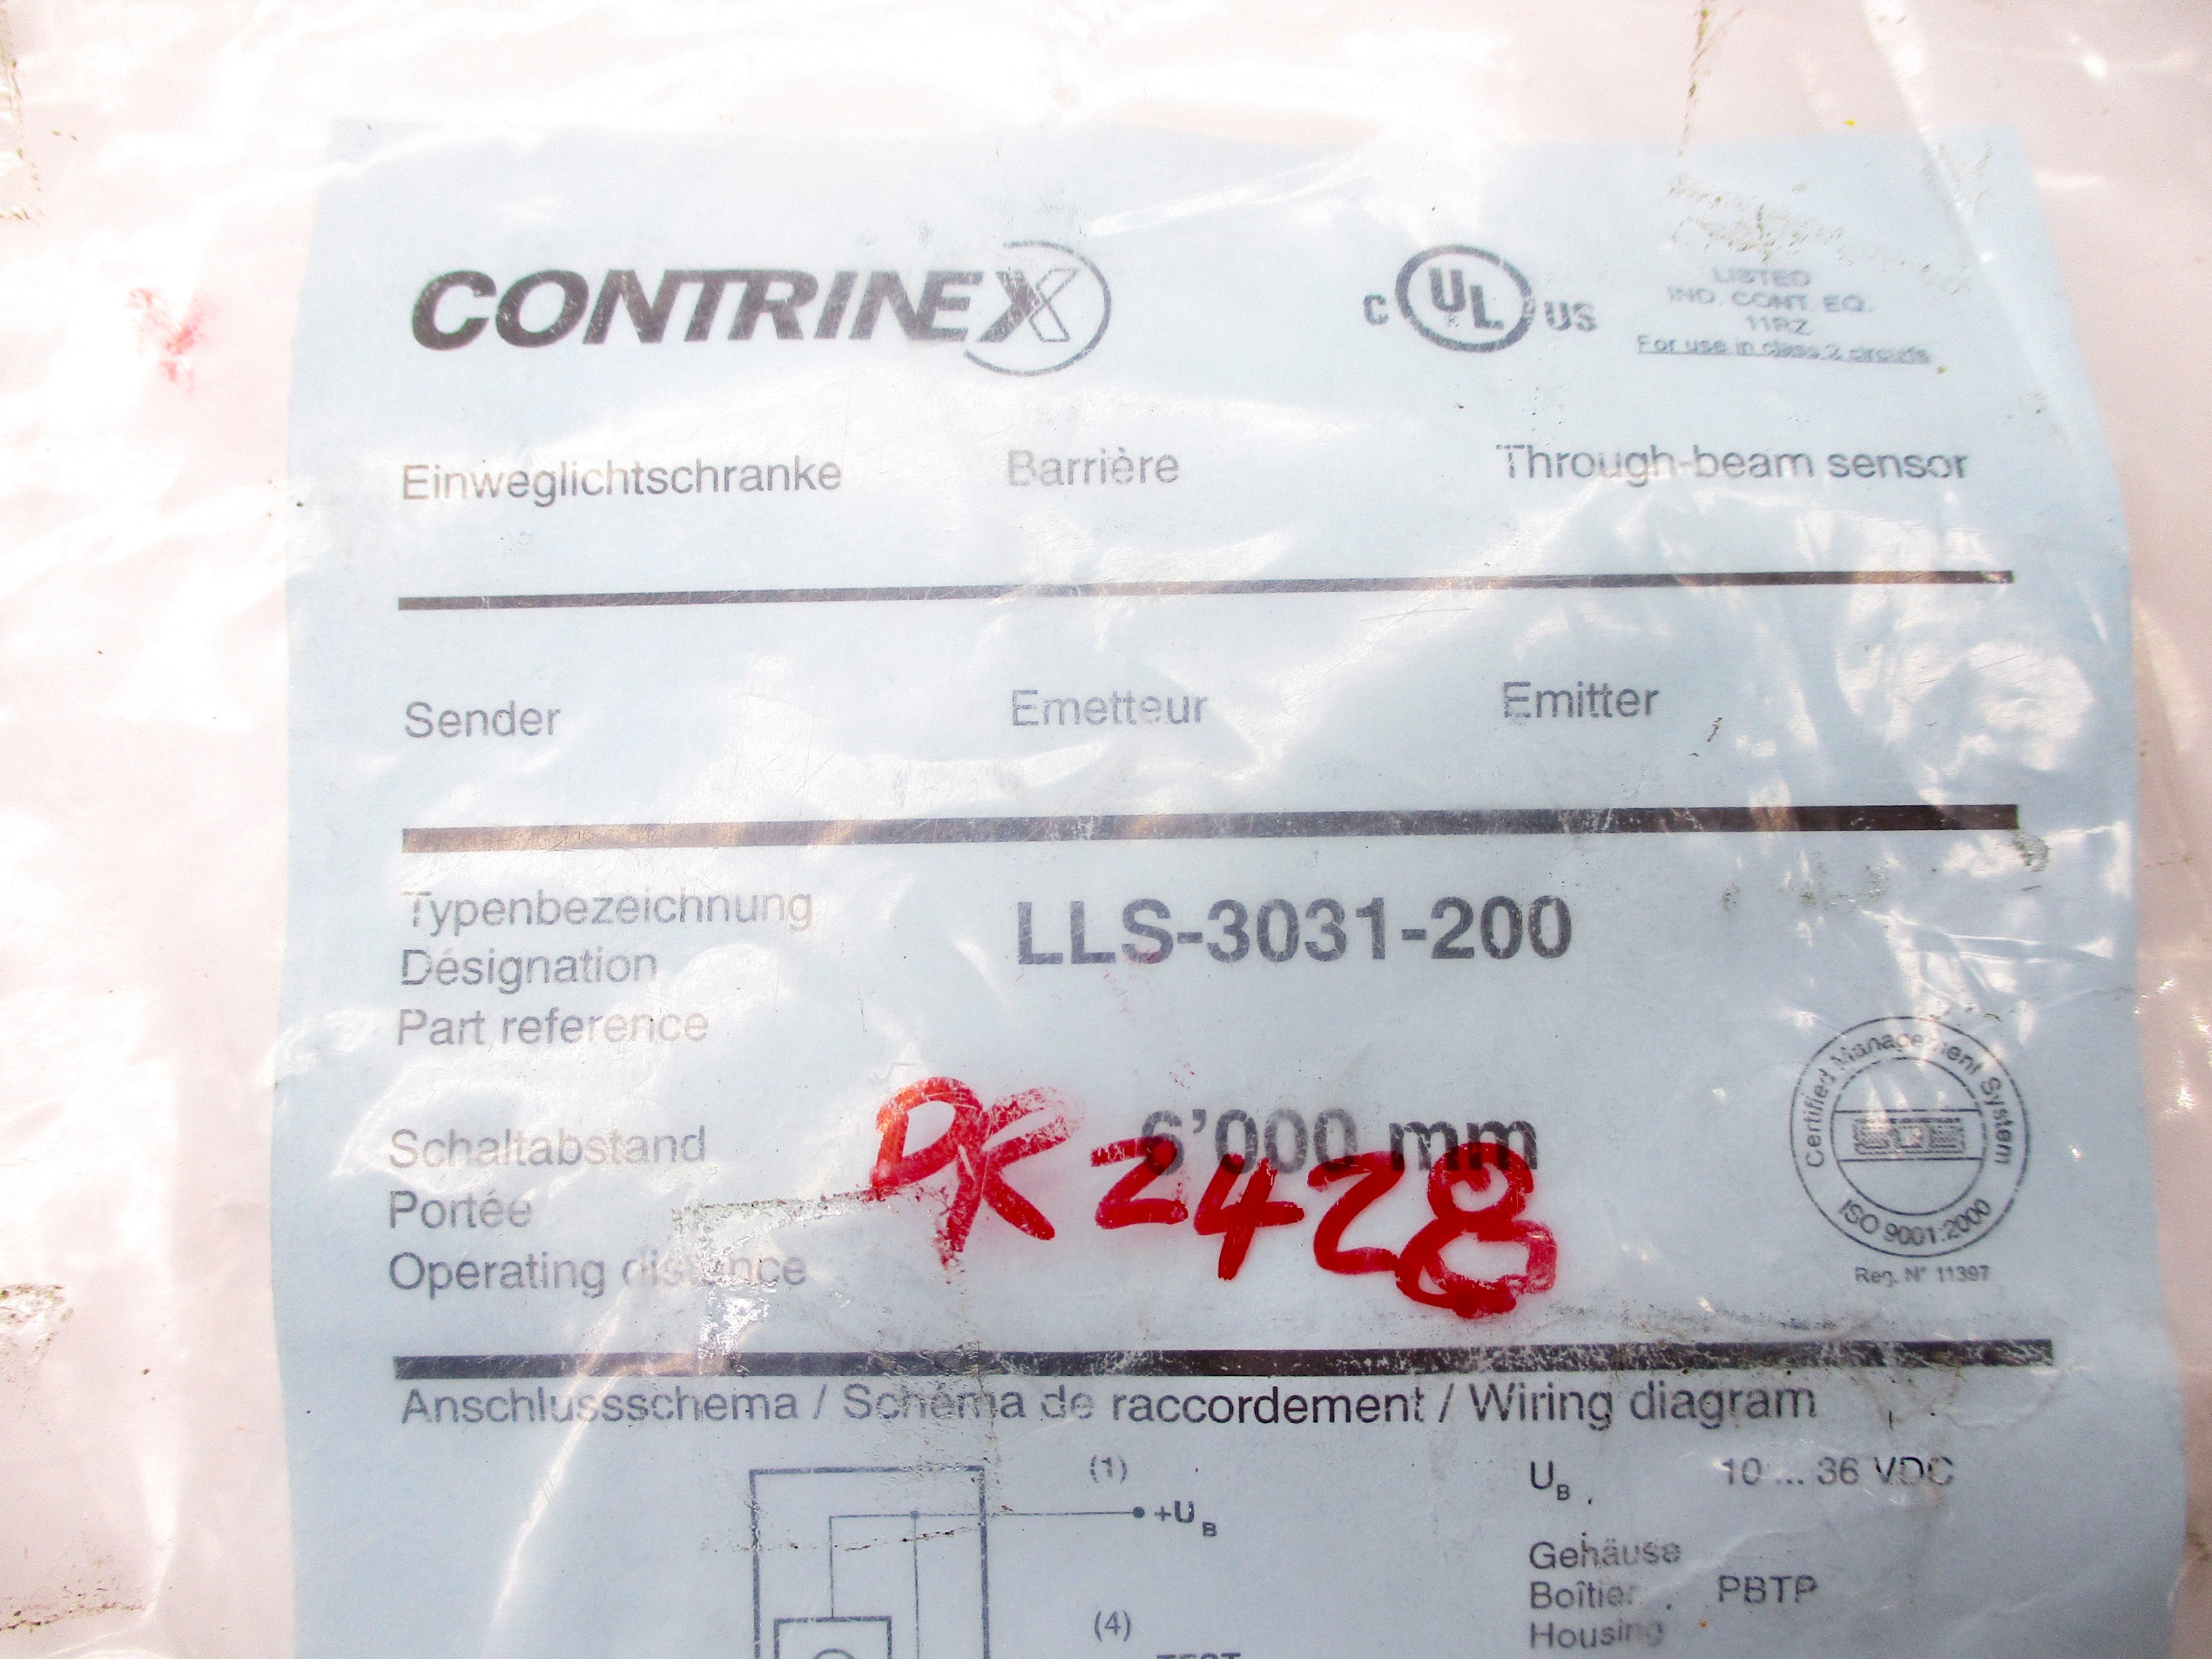 CONTRINEX
C UL US
LISTED
IND. CONT. EQ.
11RZ
For use in class 2 circuits
Einweglichtschranke Barrière Through-beam sensor
Sender Emetteur Emitter
Typenbezeichnung
Désignation
Part reference
LLS-3031-200
Schaltabstand
Portée
Operating distance
6'000 mm
DK2428
Certified Management System
ISO 9001:2000
Reg. N° 11397
Anschlussschema / Schéma de raccordement / Wiring diagram
(1)
+UB
(4)
TEST
UB 10 ... 36 VDC
Gehäuse
Boîtier PBTP
Housing